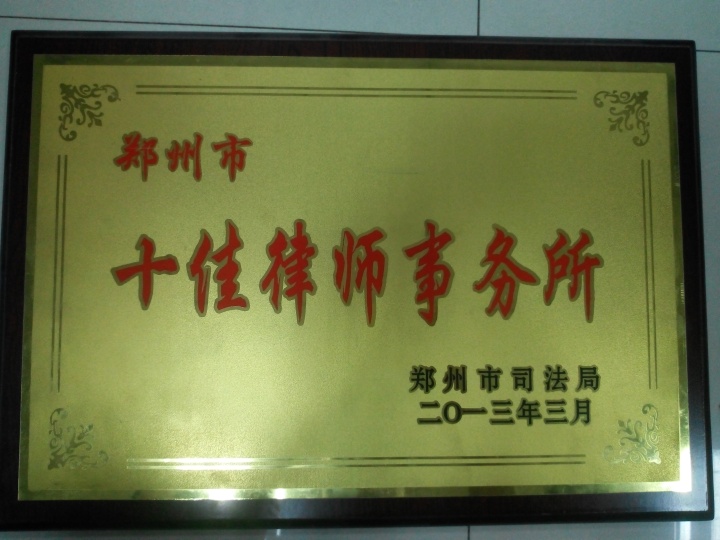 郑州市
十佳律师事务所
郑州市司法局
二〇一三年三月